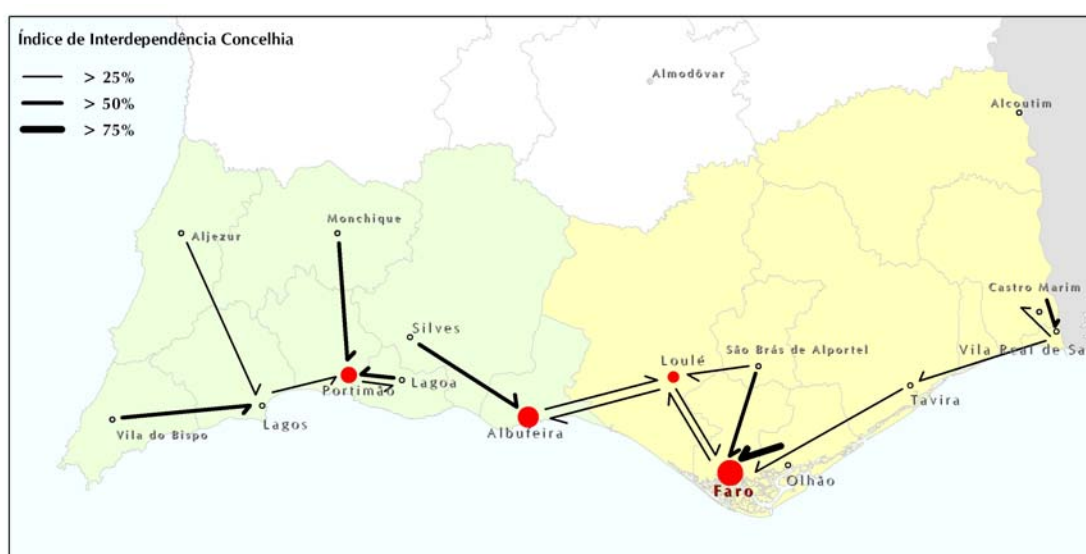 Índice de Interdependência Concelhia
> 25%
> 50%
> 75%
Almodôvar
Alcoutim
Monchique
Aljezur
Castro Marim
Silves
Vila Real de Sa
São Brás de Alportel
Loulé
Lagoa
Portimão
Tavira
Lagos
Vila do Bispo
Albufeira
Olhão
Faro